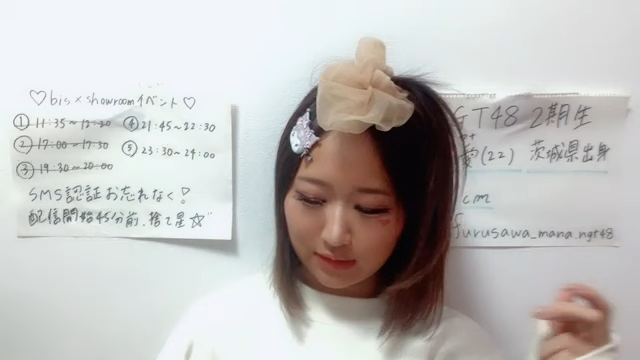 ♡bis×showroomイベント♡
① 11:35～12:20
② 17:00～17:30
③ 19:30～20:00
④ 21:45～22:30
⑤ 23:30～24:00
SMS認証お忘れなく!
配信開始45分前、捨て星☆
GT48 2期生
愛(22) 茨城県出身
cm
furusawa_mana_ngt48